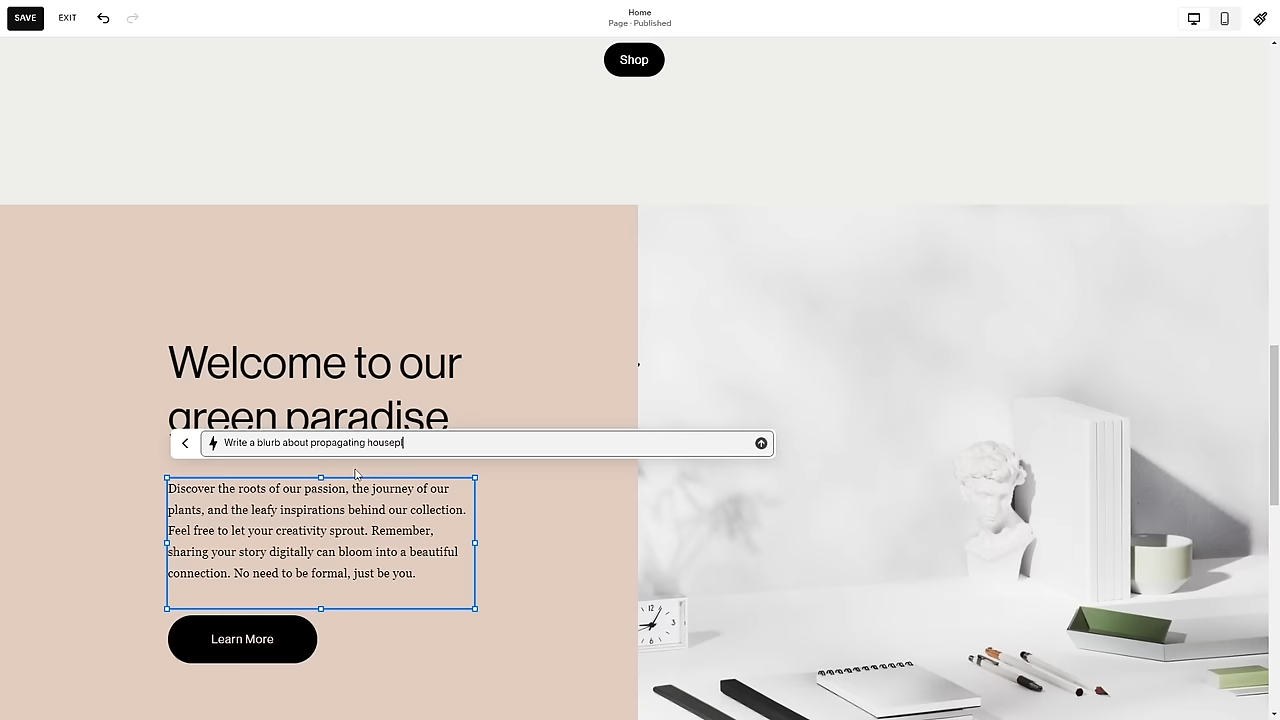 SAVE
EXIT
Home
Page · Published
Shop
Welcome to our
green paradise
Write a blurb about propagating housepl
Discover the roots of our passion, the journey of our
plants, and the leafy inspirations behind our collection.
Feel free to let your creativity sprout. Remember,
sharing your story digitally can bloom into a beautiful
connection. No need to be formal, just be you.
Learn More
12
3
6